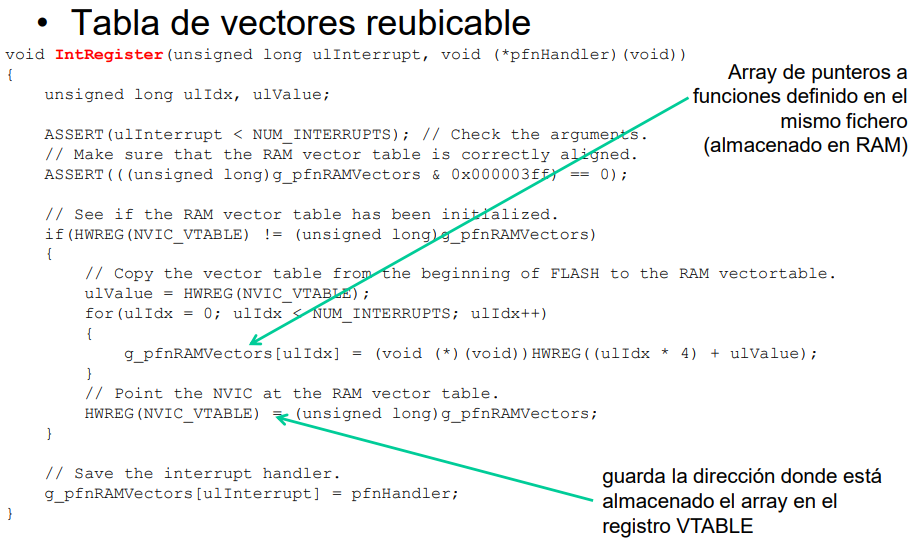 • Tabla de vectores reubicable
void IntRegister(unsigned long ulInterrupt, void (*pfnHandler)(void))
{
    unsigned long ulIdx, ulValue;
    ASSERT(ulInterrupt < NUM_INTERRUPTS); // Check the arguments.
    // Make sure that the RAM vector table is correctly aligned.
    ASSERT(((unsigned long)g_pfnRAMVectors & 0x000003ff) == 0);
    // See if the RAM vector table has been initialized.
    if(HWREG(NVIC_VTABLE) != (unsigned long)g_pfnRAMVectors)
    {
        // Copy the vector table from the beginning of FLASH to the RAM vectortable.
        ulValue = HWREG(NVIC_VTABLE);
        for(ulIdx = 0; ulIdx < NUM_INTERRUPTS; ulIdx++)
        {
            g_pfnRAMVectors[ulIdx] = (void (*)(void))HWREG((ulIdx * 4) + ulValue);
        }
        // Point the NVIC at the RAM vector table.
        HWREG(NVIC_VTABLE) = (unsigned long)g_pfnRAMVectors;
    }
    // Save the interrupt handler.
    g_pfnRAMVectors[ulInterrupt] = pfnHandler;
}
Array de punteros a
funciones definido en el
mismo fichero
(almacenado en RAM)
guarda la dirección donde está
almacenado el array en el
registro VTABLE